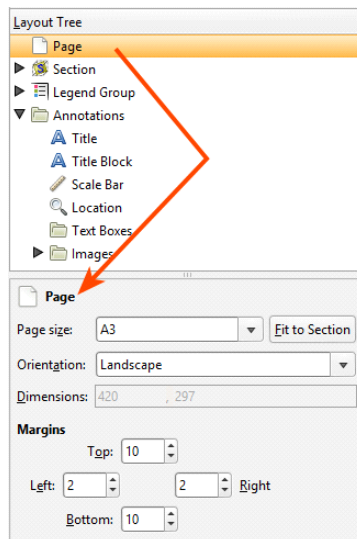 Layout Tree
Page
Section
Legend Group
Annotations
Title
Title Block
Scale Bar
Location
Text Boxes
Images
Page
Page size: A3 Fit to Section
Orientation: Landscape
Dimensions: 420 , 297
Margins
Top: 10
Left: 2 2 Right
Bottom: 10